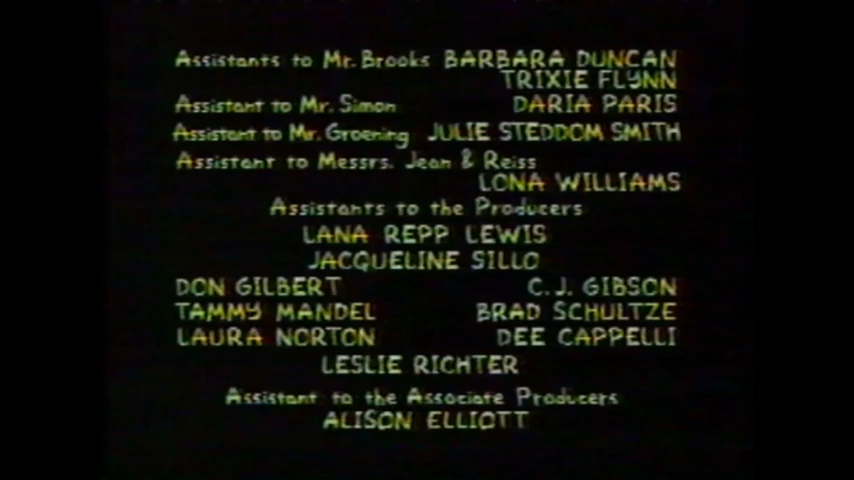 Assistants to Mr. Brooks BARBARA DUNCAN
TRIXIE FLYNN
Assistant to Mr. Simon DARIA PARIS
Assistant to Mr. Groening JULIE STEDDOM SMITH
Assistant to Messrs. Jean & Reiss
LONA WILLIAMS
Assistants to the Producers
LANA REPP LEWIS
JACQUELINE SILLO
DON GILBERT C.J. GIBSON
TAMMY MANDEL BRAD SCHULTZE
LAURA NORTON DEE CAPPELLI
LESLIE RICHTER
Assistant to the Associate Producers
ALISON ELLIOTT